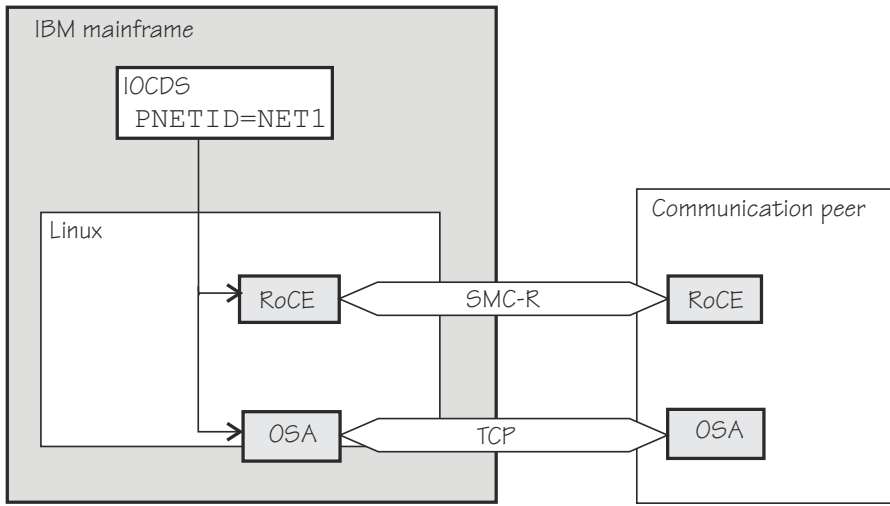 IBM mainframe
IOCDS
PNETID=NET1
Linux
Communication peer
RoCE
SMC-R
RoCE
OSA
TCP
OSA